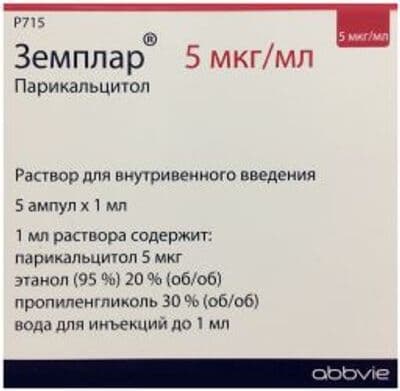 P715
Земплар® 5 мкг/мл
5 мкг/мл
Парикальцитол
Раствор для внутривенного введения
5 ампул х 1 мл
1 мл раствора содержит:
парикальцитол 5 мкг
этанол (95 %) 20 % (об/об)
пропиленгликоль 30 % (об/об)
вода для инъекций до 1 мл
abbvie